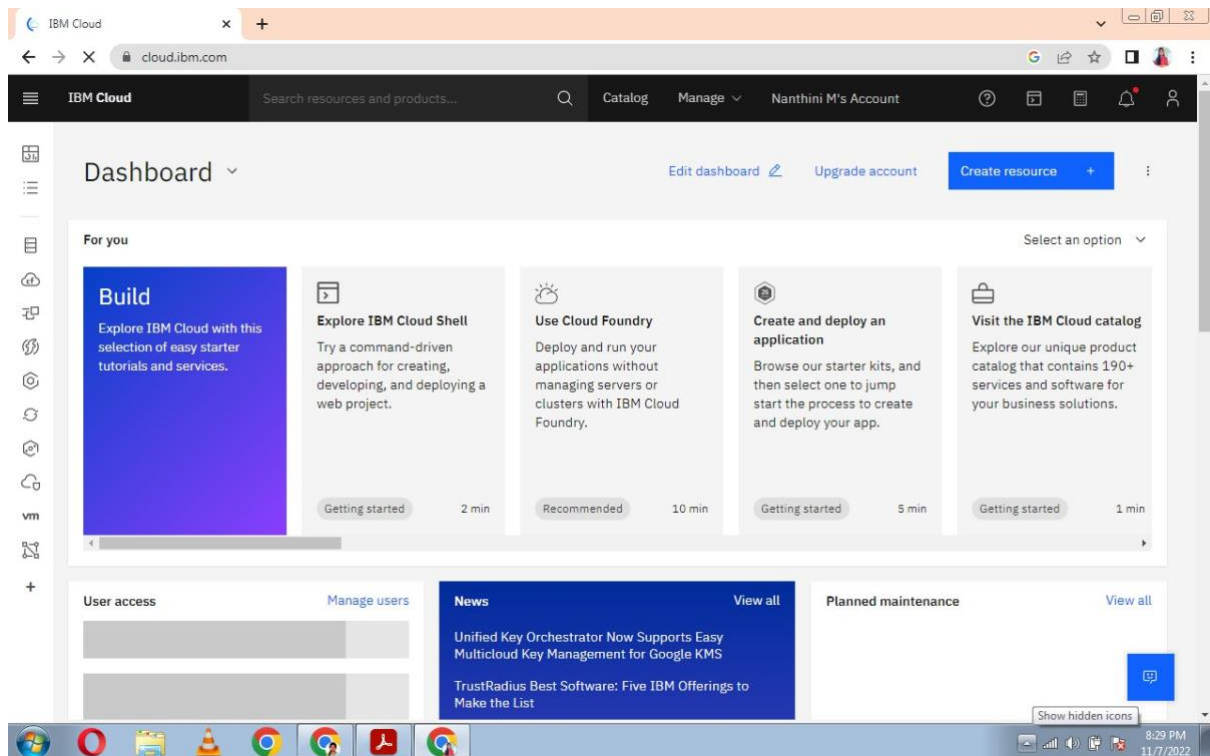 IBM Cloud
cloud.ibm.com
IBM Cloud
Search resources and products...
Catalog
Manage
Nanthini M's Account
Dashboard
Edit dashboard
Upgrade account
Create resource +
For you
Select an option
Build
Explore IBM Cloud with this
selection of easy starter
tutorials and services.
Explore IBM Cloud Shell
Try a command-driven
approach for creating,
developing, and deploying a
web project.
Getting started
2 min
Use Cloud Foundry
Deploy and run your
applications without
managing servers or
clusters with IBM Cloud
Foundry.
Recommended
10 min
Create and deploy an
application
Browse our starter kits, and
then select one to jump
start the process to create
and deploy your app.
Getting started
5 min
Visit the IBM Cloud catalog
Explore our unique product
catalog that contains 190+
services and software for
your business solutions.
Getting started
1 min
vm
User access
Manage users
News
View all
Unified Key Orchestrator Now Supports Easy
Multicloud Key Management for Google KMS
TrustRadius Best Software: Five IBM Offerings to
Make the List
Planned maintenance
View all
Show hidden icons
8:29 PM
11/7/2022